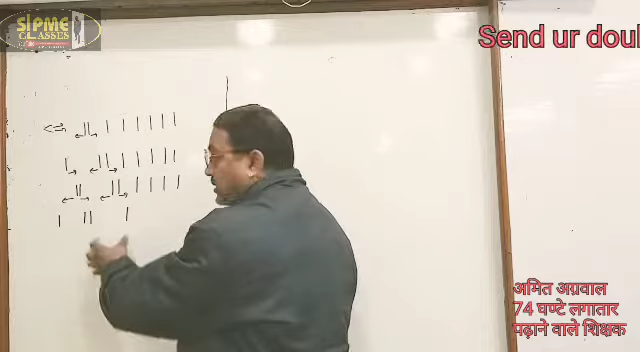 SIPME
CLASSES
Send ur doul
अमित अग्रवाल
74 घण्टे लगातार
पढ़ाने वाले शिक्षक